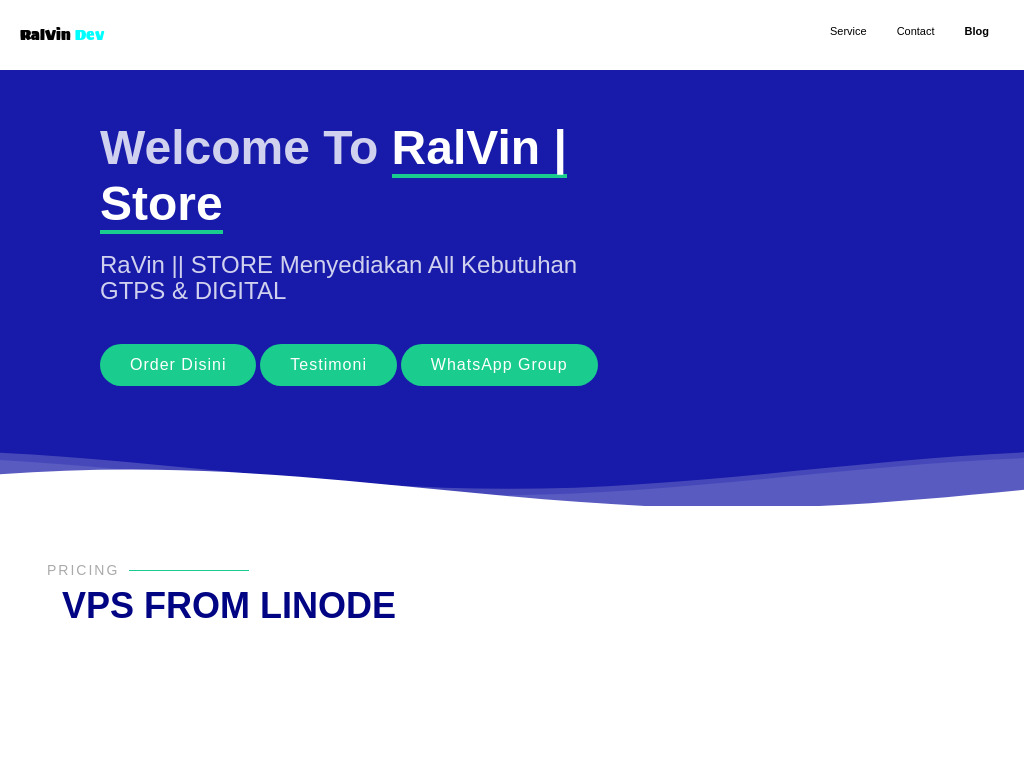 RalVin Dev
Service
Contact
Blog
Welcome To RalVin |
Store
RaVin || STORE Menyediakan All Kebutuhan
GTPS & DIGITAL
Order Disini
Testimoni
WhatsApp Group
PRICING
VPS FROM LINODE